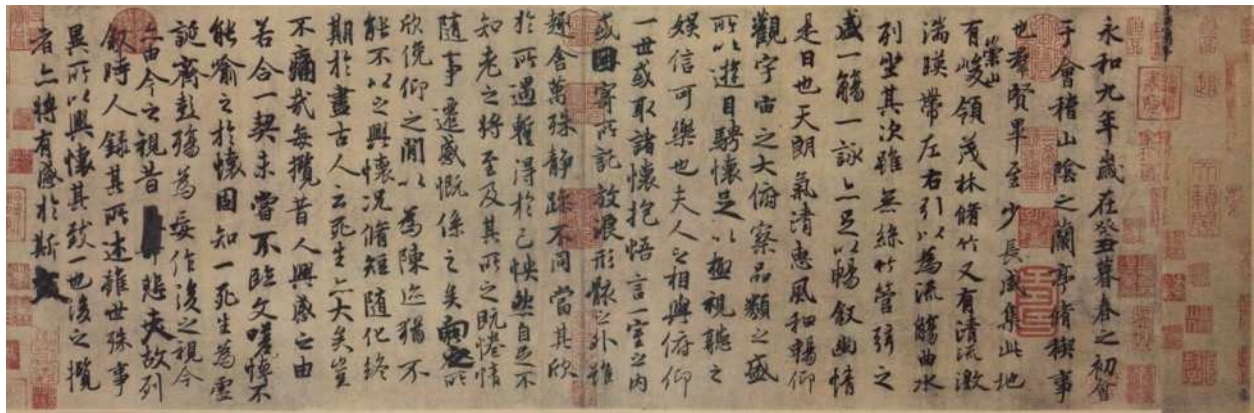 永和九年歲在癸丑暮春之初會
于會稽山陰之蘭亭脩稧事
也羣賢畢至少長咸集此地
有崇山峻領茂林脩竹又有清流激
湍暎帶左右引以為流觴曲水
列坐其次雖無絲竹管弦之
盛一觴一詠亦足以暢敘幽情
是日也天朗氣清惠風和暢仰
觀宇宙之大俯察品類之盛
所以遊目騁懷足以極視聽之
娛信可樂也夫人之相與俯仰
一世或取諸懷抱悟言一室之內
或因寄所託放浪形骸之外雖
趣舍萬殊靜躁不同當其欣
於所遇暫得於己怏然自足不
知老之將至及其所之既惓情
隨事遷感慨係之矣向之所
欣俛仰之閒以為陳迹猶不
能不以之興懷況脩短隨化終
期於盡古人云死生亦大矣豈
不痛哉每攬昔人興感之由
若合一契未嘗不臨文嗟悼不
能喻之於懷固知一死生為虛
誕齊彭殤為妄作後之視今
亦由今之視昔悲夫故列
敘時人錄其所述雖世殊事
異所以興懷其致一也後之攬
者亦將有感於斯文